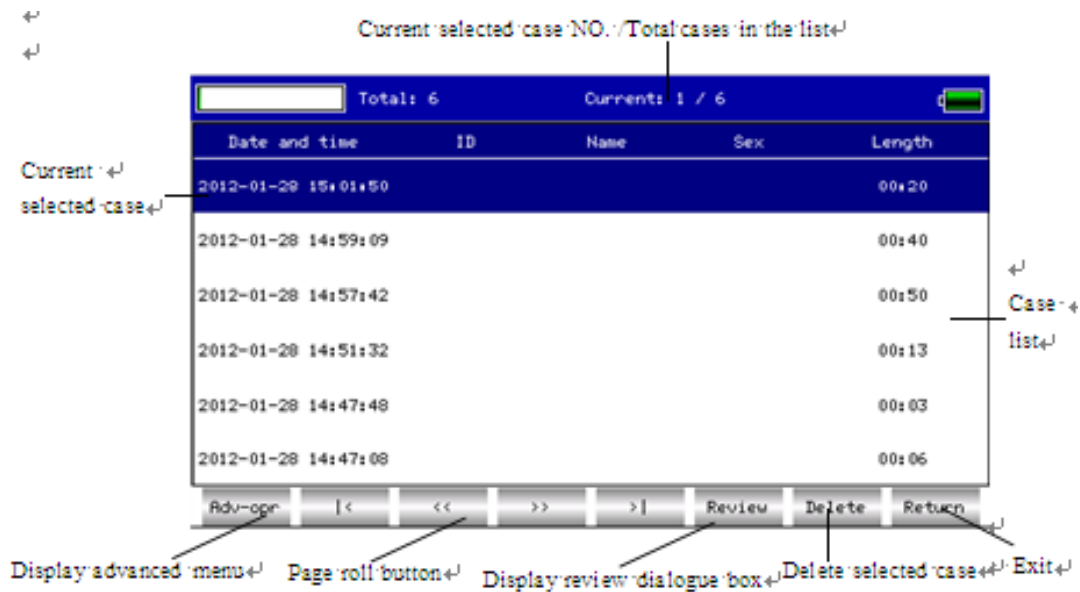 Current selected case NO. /Total cases in the list
Total: 6 Current: 1 / 6
Date and time ID Name Sex Length
Current
selected case
2012-01-28 15:01:50 00:20
2012-01-28 14:59:09 00:40
2012-01-28 14:57:42 00:50
Case
list
2012-01-28 14:51:32 00:13
2012-01-28 14:47:48 00:03
2012-01-28 14:47:08 00:06
Adv-opr |< << >> >| Review Delete Return
Display advanced menu Page roll button Display review dialogue box Delete selected case Exit